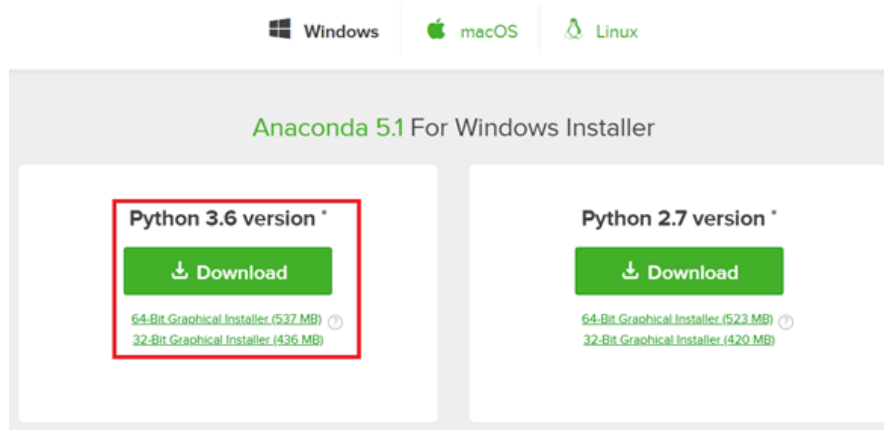 Windows macOS Linux
Anaconda 5.1 For Windows Installer
Python 3.6 version *
Download
64-Bit Graphical Installer (537 MB) ?
32-Bit Graphical Installer (436 MB)
Python 2.7 version *
Download
64-Bit Graphical Installer (523 MB) ?
32-Bit Graphical Installer (420 MB)